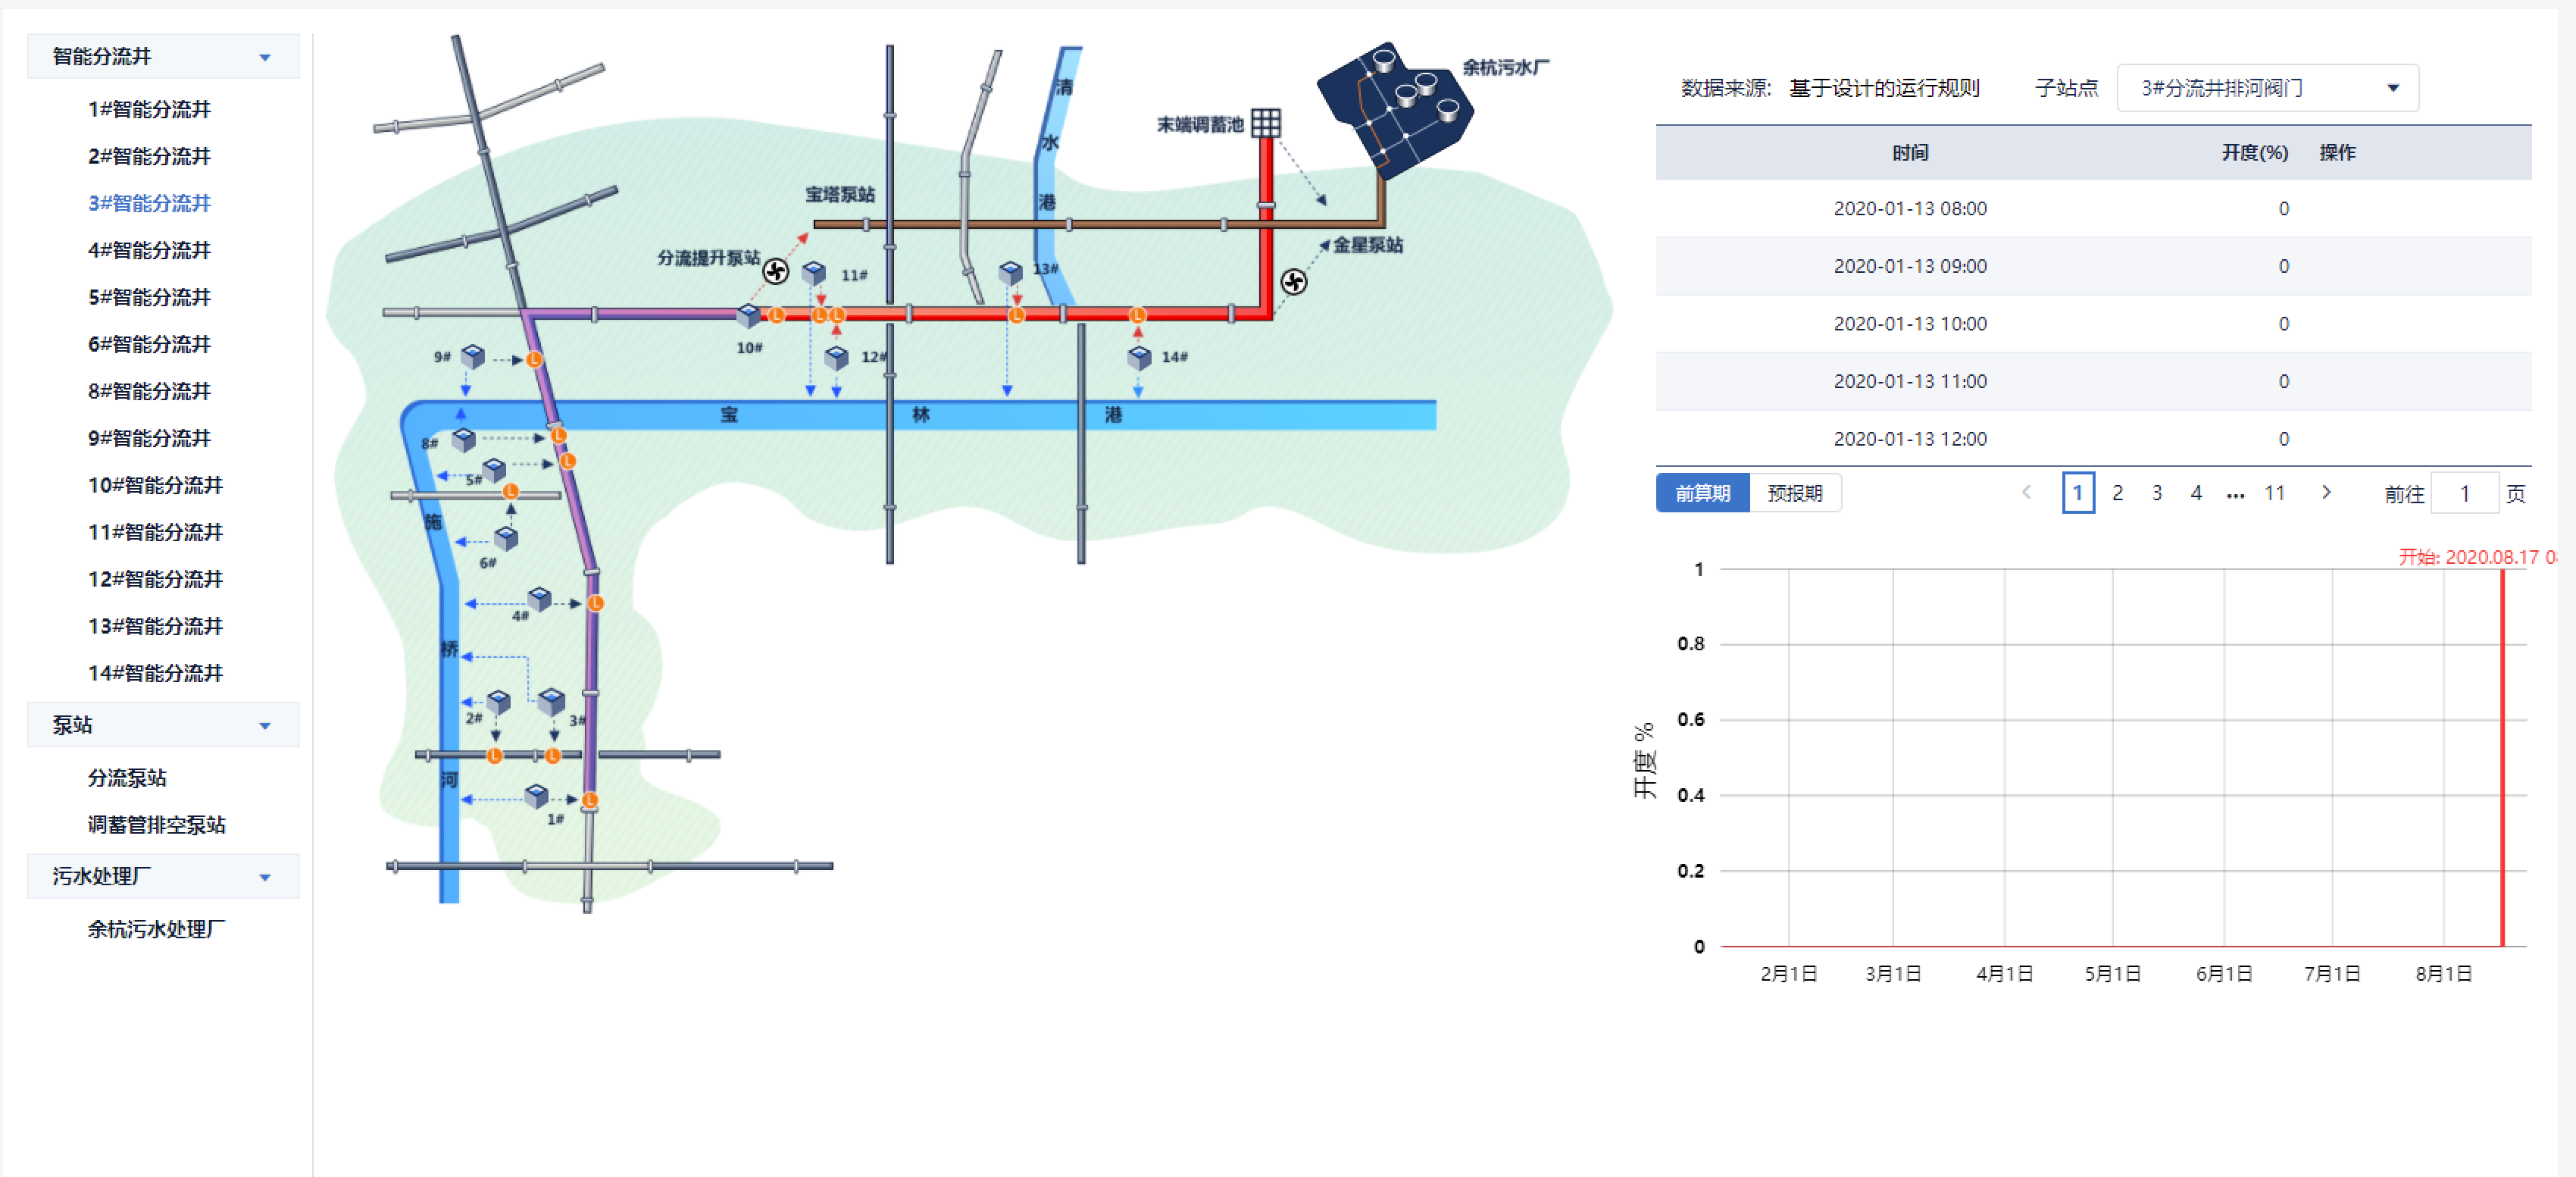 智能分流井
1#智能分流井
2#智能分流井
3#智能分流井
4#智能分流井
5#智能分流井
6#智能分流井
8#智能分流井
9#智能分流井
10#智能分流井
11#智能分流井
12#智能分流井
13#智能分流井
14#智能分流井
泵站
分流泵站
调蓄管排空泵站
污水处理厂
余杭污水处理厂
余杭污水厂
清水港
末端调蓄池
宝塔泵站
分流提升泵站
金星泵站
11#
13#
L L L L L
10#
12#
14#
9#
L
宝林港
8#
L
L
5#
L
施桥河
6#
4#
L
2#
3#
L L
L
1#
数据来源: 基于设计的运行规则 子站点 3#分流井排河阀门
时间 开度(%) 操作
2020-01-13 08:00 0
2020-01-13 09:00 0
2020-01-13 10:00 0
2020-01-13 11:00 0
2020-01-13 12:00 0
前算期 预报期 1 2 3 4 ... 11 前往 1 页
开始: 2020.08.17 0
开度 %
1
0.8
0.6
0.4
0.2
0
2月1日 3月1日 4月1日 5月1日 6月1日 7月1日 8月1日